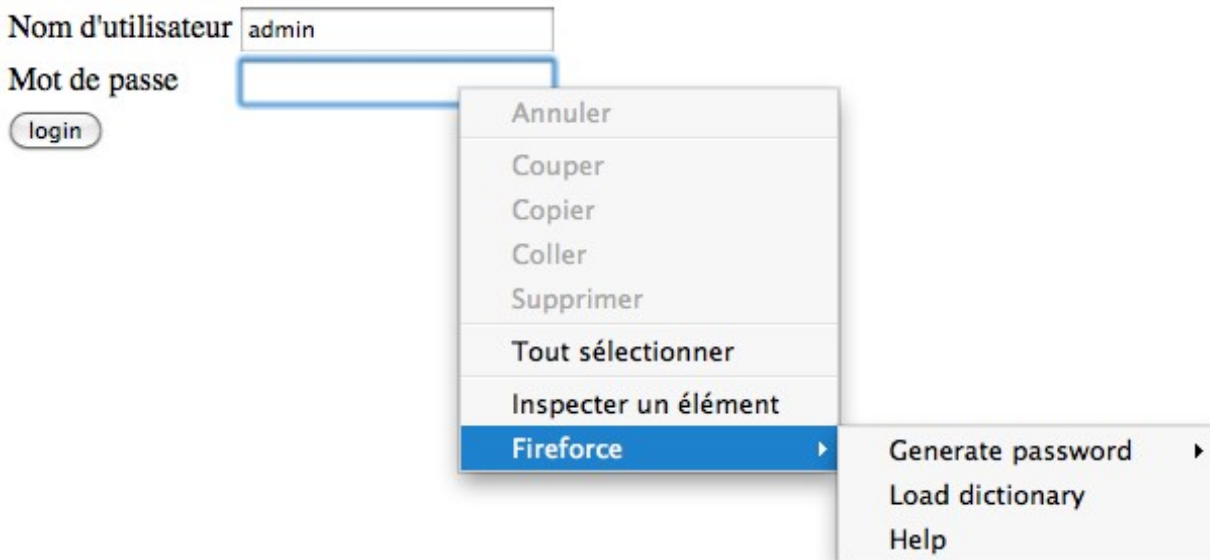 Nom d'utilisateur admin
Mot de passe
login
Annuler
Couper
Copier
Coller
Supprimer
Tout sélectionner
Inspecter un élément
Fireforce
Generate password
Load dictionary
Help